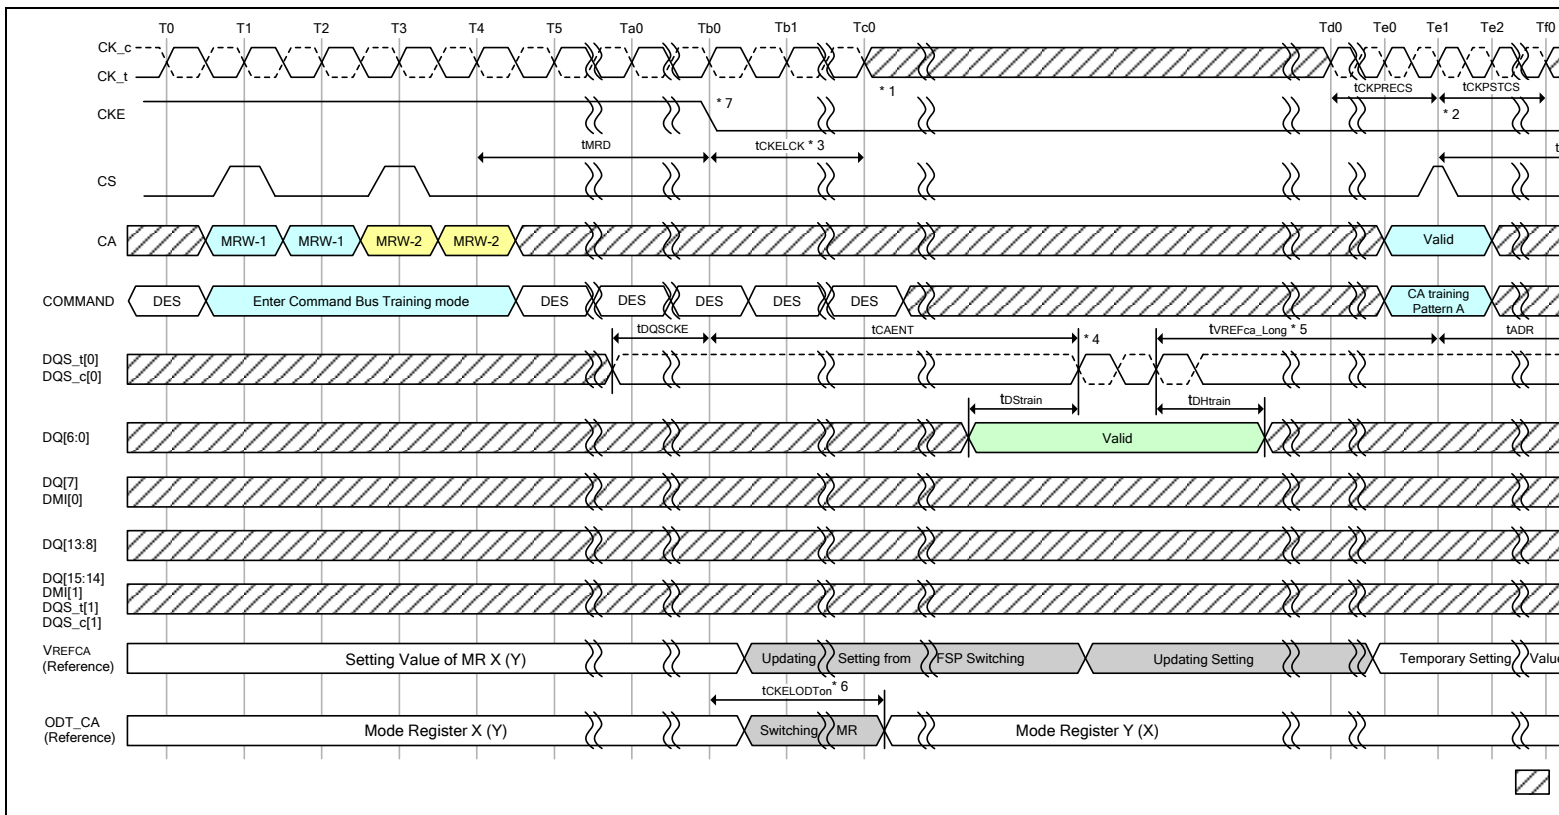 T0 T1 T2 T3 T4 T5 Ta0 Tb0 Tb1 Tc0 Td0 Te0 Te1 Te2 Tf0
CK_c
CK_t
* 1
tCKPRECS tCKPSTCS
CKE
* 7
* 2
tMRD
tCKELCK * 3
t
CS
CA
MRW-1 MRW-1 MRW-2 MRW-2
Valid
COMMAND
DES
Enter Command Bus Training mode
DES DES DES DES DES
CA training
Pattern A
tDQSCKE
tCAENT
* 4
tVREFca_Long * 5
tADR
DQS_t[0]
DQS_c[0]
tDStrain
tDHtrain
DQ[6:0]
Valid
DQ[7]
DMI[0]
DQ[13:8]
DQ[15:14]
DMI[1]
DQS_t[1]
DQS_c[1]
VREFCA
(Reference)
Setting Value of MR X (Y)
Updating Setting from FSP Switching
Updating Setting
Temporary Setting Value
tCKELODTon* 6
ODT_CA
(Reference)
Mode Register X (Y)
Switching MR
Mode Register Y (X)